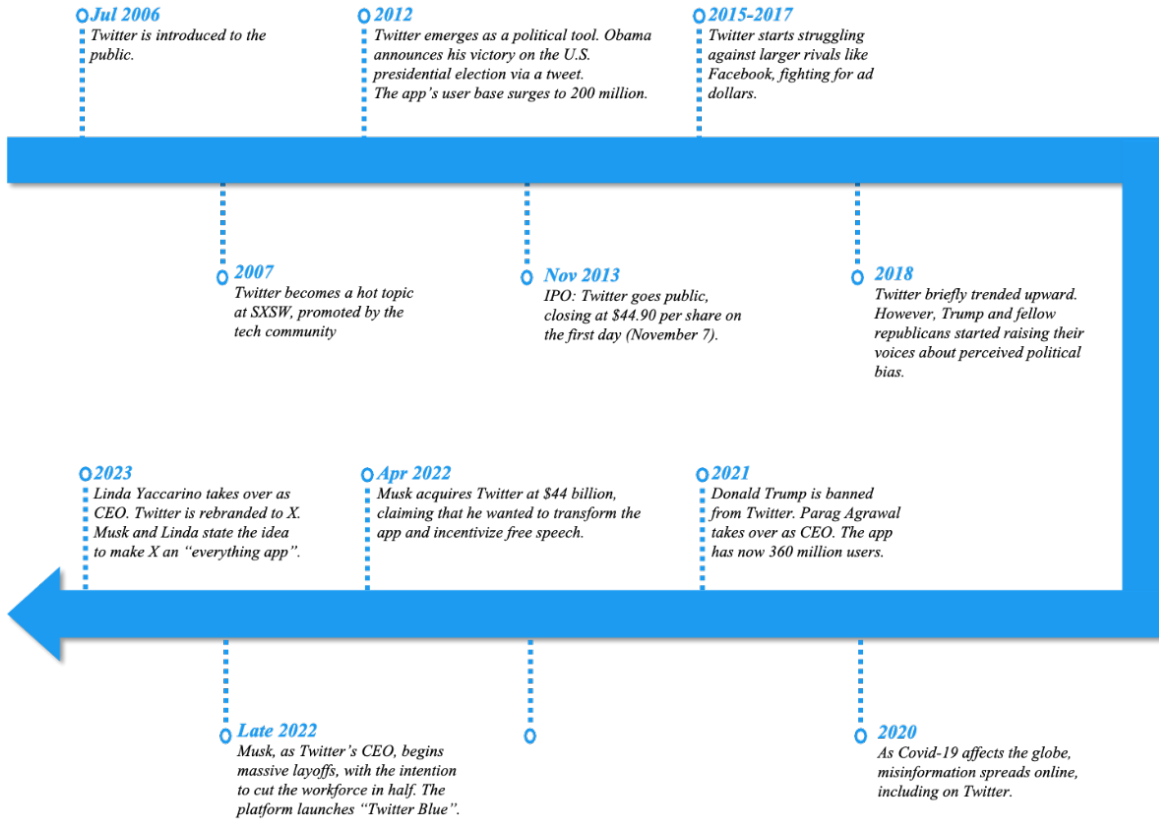 Jul 2006
Twitter is introduced to the
public.
2007
Twitter becomes a hot topic
at SXSW, promoted by the
tech community
2012
Twitter emerges as a political tool. Obama
announces his victory on the U.S.
presidential election via a tweet.
The app’s user base surges to 200 million.
Nov 2013
IPO: Twitter goes public,
closing at $44.90 per share on
the first day (November 7).
2015-2017
Twitter starts struggling
against larger rivals like
Facebook, fighting for ad
dollars.
2018
Twitter briefly trended upward.
However, Trump and fellow
republicans started raising their
voices about perceived political
bias.
2020
As Covid-19 affects the globe,
misinformation spreads online,
including on Twitter.
2021
Donald Trump is banned
from Twitter. Parag Agrawal
takes over as CEO. The app
has now 360 million users.
Apr 2022
Musk acquires Twitter at $44 billion,
claiming that he wanted to transform the
app and incentivize free speech.
Late 2022
Musk, as Twitter’s CEO, begins
massive layoffs, with the intention
to cut the workforce in half. The
platform launches “Twitter Blue”.
2023
Linda Yaccarino takes over as
CEO. Twitter is rebranded to X.
Musk and Linda state the idea
to make X an “everything app”.